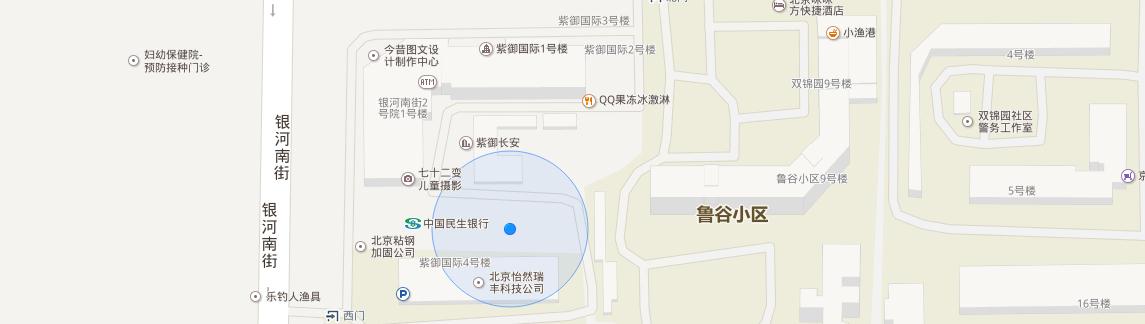 北京咏咏
方快捷酒店
紫御国际3号楼
小渔港
妇幼保健院-
预防接种门诊
今昔图文设
计制作中心
紫御国际1号楼
紫御国际2号楼
4号楼
ATM
双锦园9号楼
银河南街2
号院1号楼
QQ果冻冰激淋
银河南街
双锦园社区
警务工作室
紫御长安
七十二变
儿童摄影
鲁谷小区9号楼
京
5号楼
银河南街
中国民生银行
鲁谷小区
北京粘钢
加固公司
紫御国际4号楼
北京怡然瑞
丰科技公司
P
乐钓人渔具
西门
16号楼